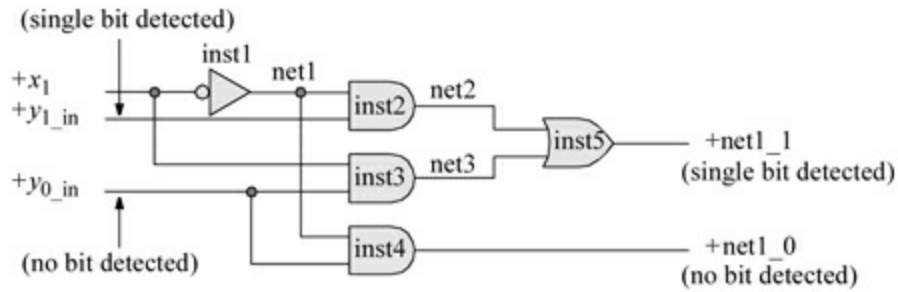 (single bit detected)
inst1
net1
+x₁
inst2
net2
+y₁_in
inst5
+net1_1
(single bit detected)
inst3
net3
+y₀_in
inst4
+net1_0
(no bit detected)
(no bit detected)